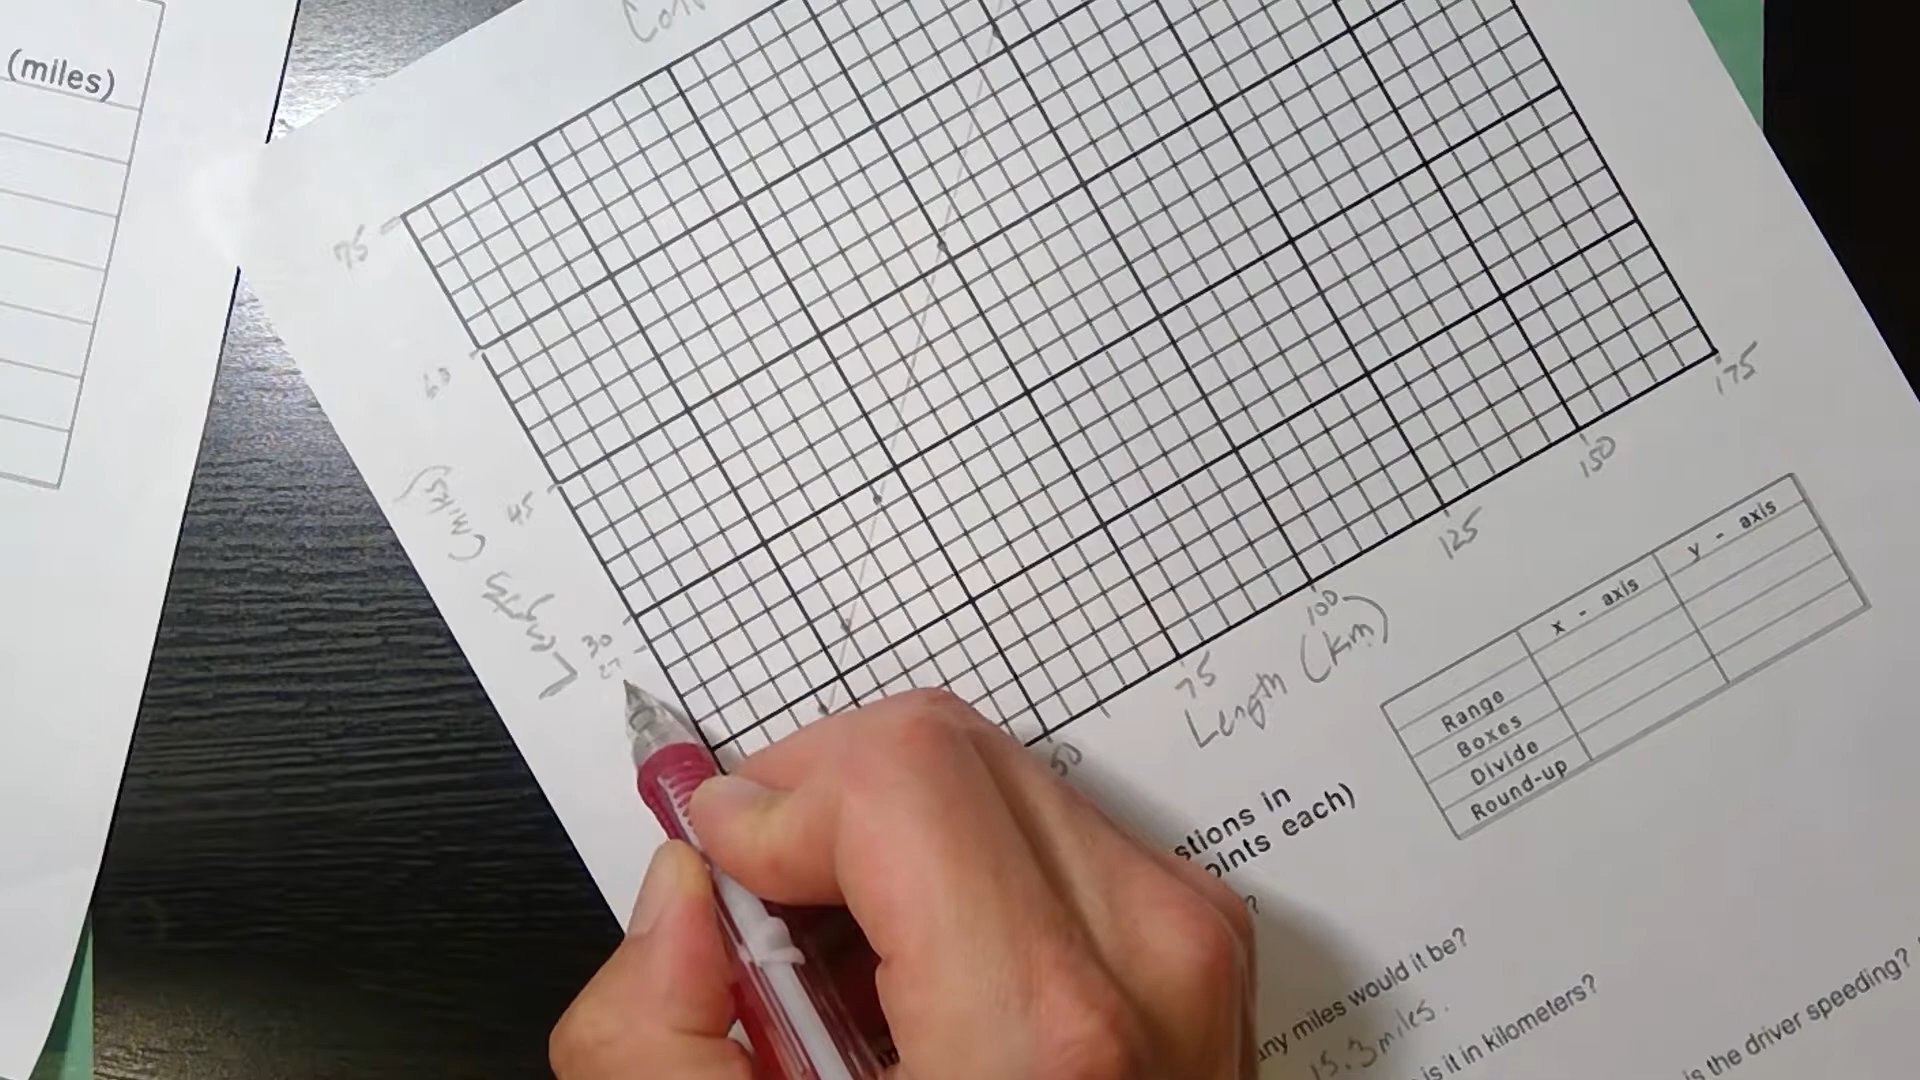 (miles)
75
60
45
30
27
Length (miles)
50
75
100
125
150
175
Length (km)
x - axis y - axis
Range
Boxes
Divide
Round-up
stions in
points each)
?
any miles would it be?
15.3 miles.
is it in kilometers?
is the driver speeding?